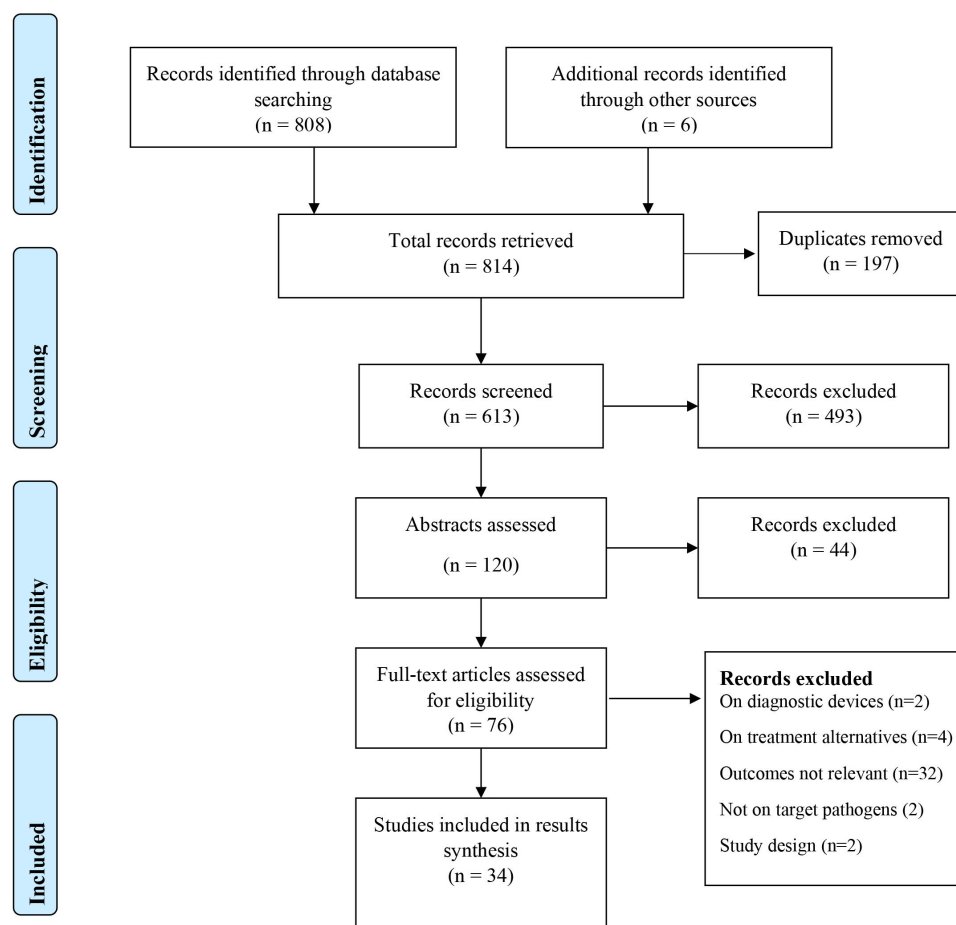 Identification
Records identified through database
searching
(n = 808)
Additional records identified
through other sources
(n = 6)
Total records retrieved
(n = 814)
Duplicates removed
(n = 197)
Screening
Records screened
(n = 613)
Records excluded
(n = 493)
Eligibility
Abstracts assessed
(n = 120)
Records excluded
(n = 44)
Full-text articles assessed
for eligibility
(n = 76)
Records excluded
On diagnostic devices (n=2)
On treatment alternatives (n=4)
Outcomes not relevant (n=32)
Not on target pathogens (2)
Study design (n=2)
Included
Studies included in results
synthesis
(n = 34)